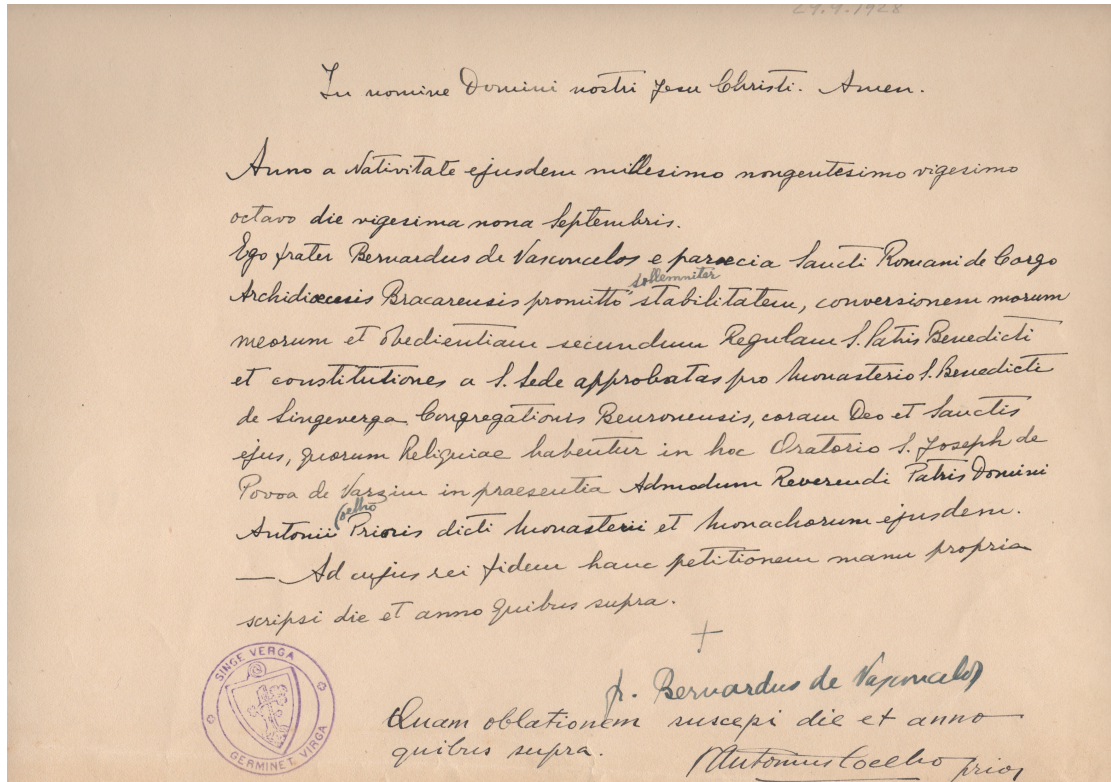 29.9.1928
In nomine Domini nostri Jesu Christi. Amen.
Anno a Nativitate ejusdem millesimo nongentesimo vigesimo
octavo die vigesima nona Septembris.
Ego frater Bernardus de Vasconcelos e paroecia Sancti Romani de Corgo
sollemniter
Archidioecesis Bracarensis promitto stabilitatem, conversionem morum
meorum et obedientiam secundum Regulam S. Patris Benedicti
et constitutiones a S. Sede approbatas pro Monasterio S. Benedicti
de Singeverga Congregationis Beuronensis, coram Deo et Sanctis
ejus, quorum Reliquiae habentur in hoc Oratorio S. Joseph de
Povoa de Varzim in praesentia Admodum Reverendi Patris Domini
Coelho
Antonii Prioris dicti Monasterii et Monachorum ejusdem.
— Ad cujus rei fidem hanc petitionem manu propria
scripsi die et anno quibus supra.
+
fr. Bernardus de Vasconcelos
Quam oblationem suscepi die et anno
quibus supra.
Antonius Coelho prior
SINGE VERGA
GERMINET VIRGA